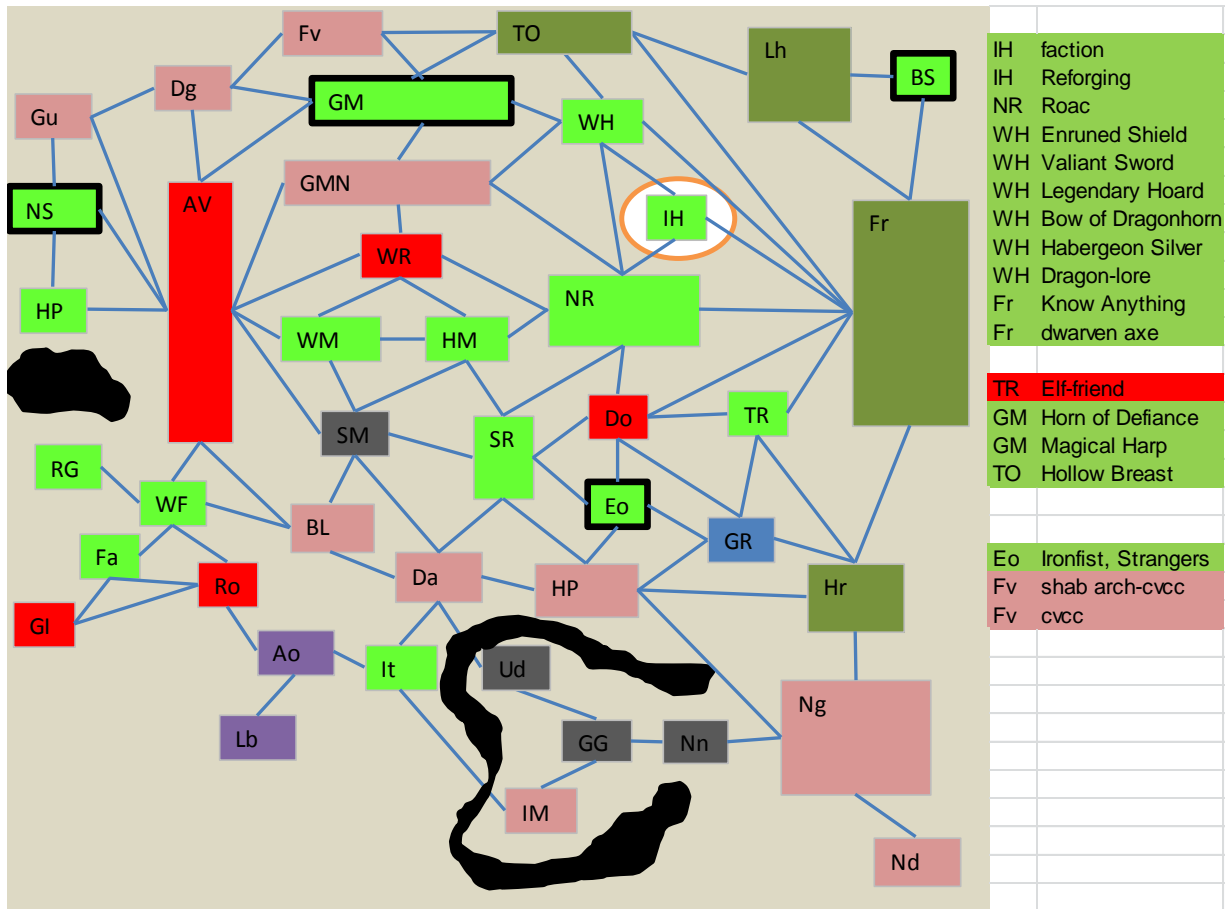 Fv
TO
Lh
BS
Dg
GM
Gu
WH
GMN
NS
AV
IH
Fr
WR
HP
NR
WM
HM
Do
TR
SM
SR
RG
WF
Eo
BL
GR
Fa
Da
HP
Hr
Ro
GI
Ao
It
Ud
Ng
Lb
GG
Nn
IM
Nd
IH faction
IH Reforging
NR Roac
WH Enruned Shield
WH Valiant Sword
WH Legendary Hoard
WH Bow of Dragonhorn
WH Habergeon Silver
WH Dragon-lore
Fr Know Anything
Fr dwarven axe
TR Elf-friend
GM Horn of Defiance
GM Magical Harp
TO Hollow Breast
Eo Ironfist, Strangers
Fv shab arch-cvcc
Fv cvcc